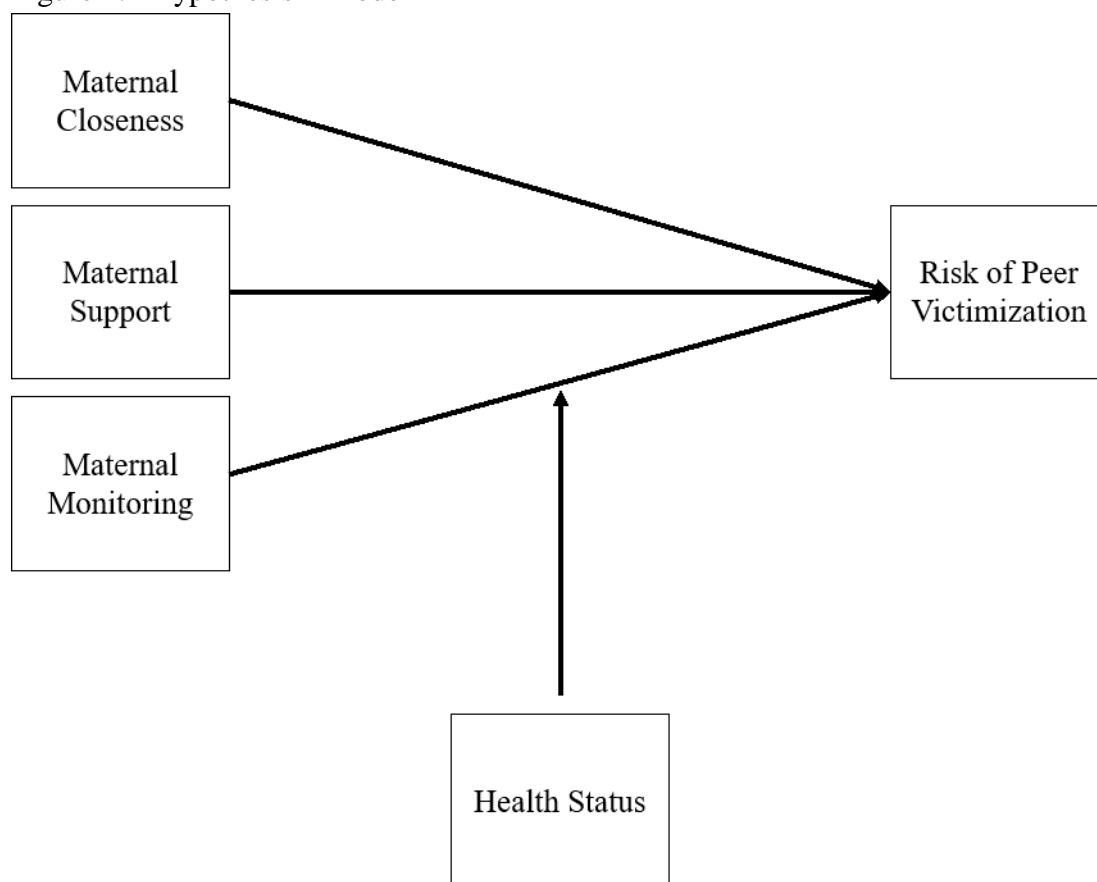 Maternal
Closeness
Maternal
Support
Risk of Peer
Victimization
Maternal
Monitoring
Health Status